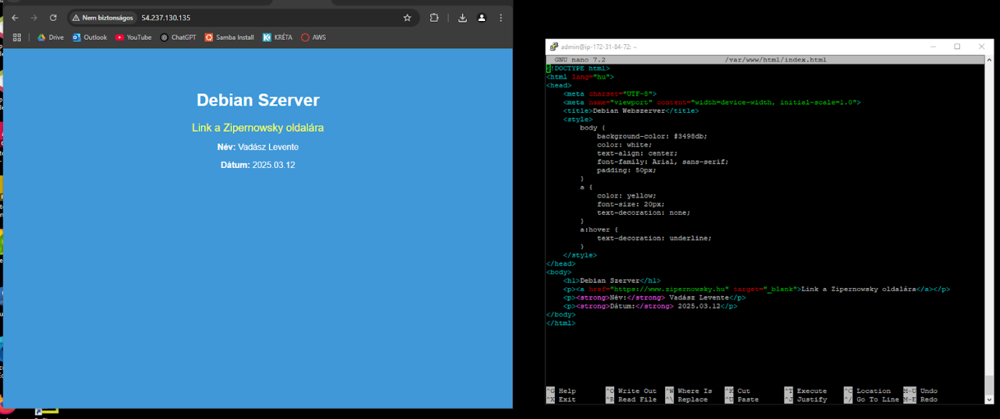 Nem biztonságos 54.237.130.135
Drive Outlook YouTube ChatGPT Samba Install KRÉTA AWS
Debian Szerver
Link a Zipernowsky oldalára
Név: Vadász Levente
Dátum: 2025.03.12
admin@ip-172-31-84-72: ~
GNU nano 7.2 /var/www/html/index.html
<!DOCTYPE html>
<html lang="hu">
<head>
<meta charset="UTF-8">
<meta name="viewport" content="width=device-width, initial-scale=1.0">
<title>Debian Webszerver</title>
<style>
body {
background-color: #3498db;
color: white;
text-align: center;
font-family: Arial, sans-serif;
padding: 50px;
}
a {
color: yellow;
font-size: 20px;
text-decoration: none;
}
a:hover {
text-decoration: underline;
}
</style>
</head>
<body>
<h1>Debian Szerver</h1>
<p><a href="https://www.zipernowsky.hu" target="_blank">Link a Zipernowsky oldalára</a></p>
<p><strong>Név:</strong> Vadász Levente</p>
<p><strong>Dátum:</strong> 2025.03.12</p>
</body>
</html>
^G Help ^O Write Out ^W Where Is ^K Cut ^T Execute ^C Location M-U Undo
^X Exit ^R Read File ^\ Replace ^U Paste ^J Justify ^/ Go To Line M-E Redo